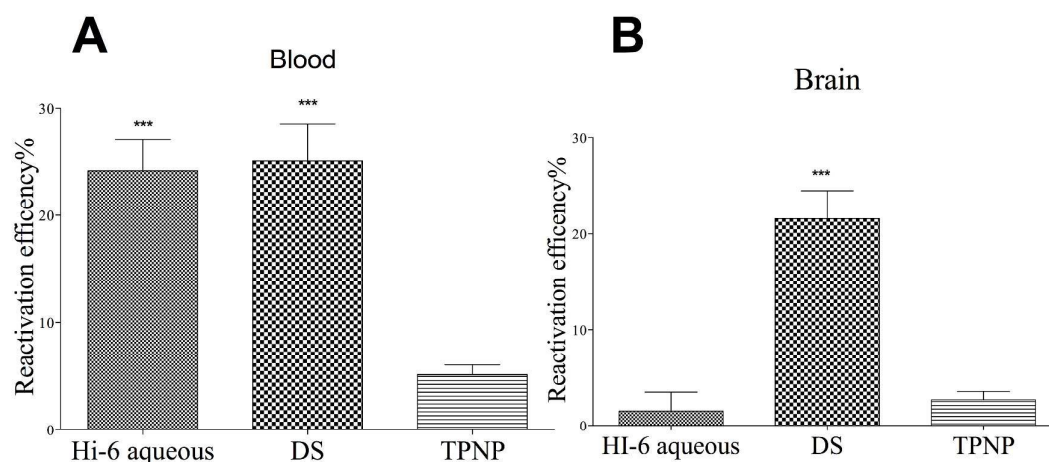 A
Blood
Reactivation efficency%
30
20
10
0
***
***
Hi-6 aqueous
DS
TPNP
B
Brain
Reactivation efficency%
30
20
10
0
***
HI-6 aqueous
DS
TPNP